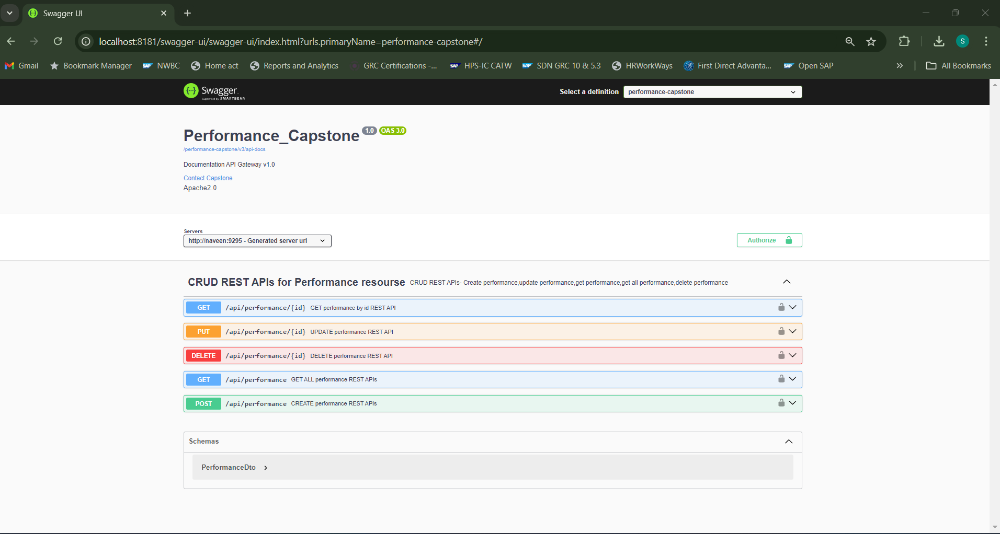 Swagger UI
localhost:8181/swagger-ui/swagger-ui/index.html?urls.primaryName=performance-capstone#/
S
Gmail
Bookmark Manager
SAP NWBC
Home act
Reports and Analytics
GRC Certifications -...
SAP HPS-IC CATW
SAP SDN GRC 10 & 5.3
HRWorkWays
First Direct Advanta...
SAP Open SAP
All Bookmarks
Swagger.
Supported by SMARTBEAR
Select a definition
performance-capstone
Performance_Capstone 1.0 OAS 3.0
/performance-capstone/v3/api-docs
Documentation API Gateway v1.0
Contact Capstone
Apache2.0
Servers
http://naveen:9295 - Generated server url
Authorize
CRUD REST APIs for Performance resourse CRUD REST APIs- Create performance,update performance,get performance,get all performance,delete performance
GET /api/performance/{id} GET performance by id REST API
PUT /api/performance/{id} UPDATE performance REST API
DELETE /api/performance/{id} DELETE performance REST API
GET /api/performance GET ALL performance REST APIs
POST /api/performance CREATE performance REST APIs
Schemas
PerformanceDto